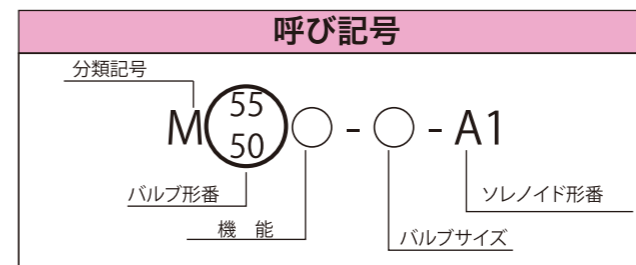 呼び記号
分類記号
M 55 50 ○ - ○ - A1
バルブ形番
ソレノイド形番
機 能
バルブサイズ